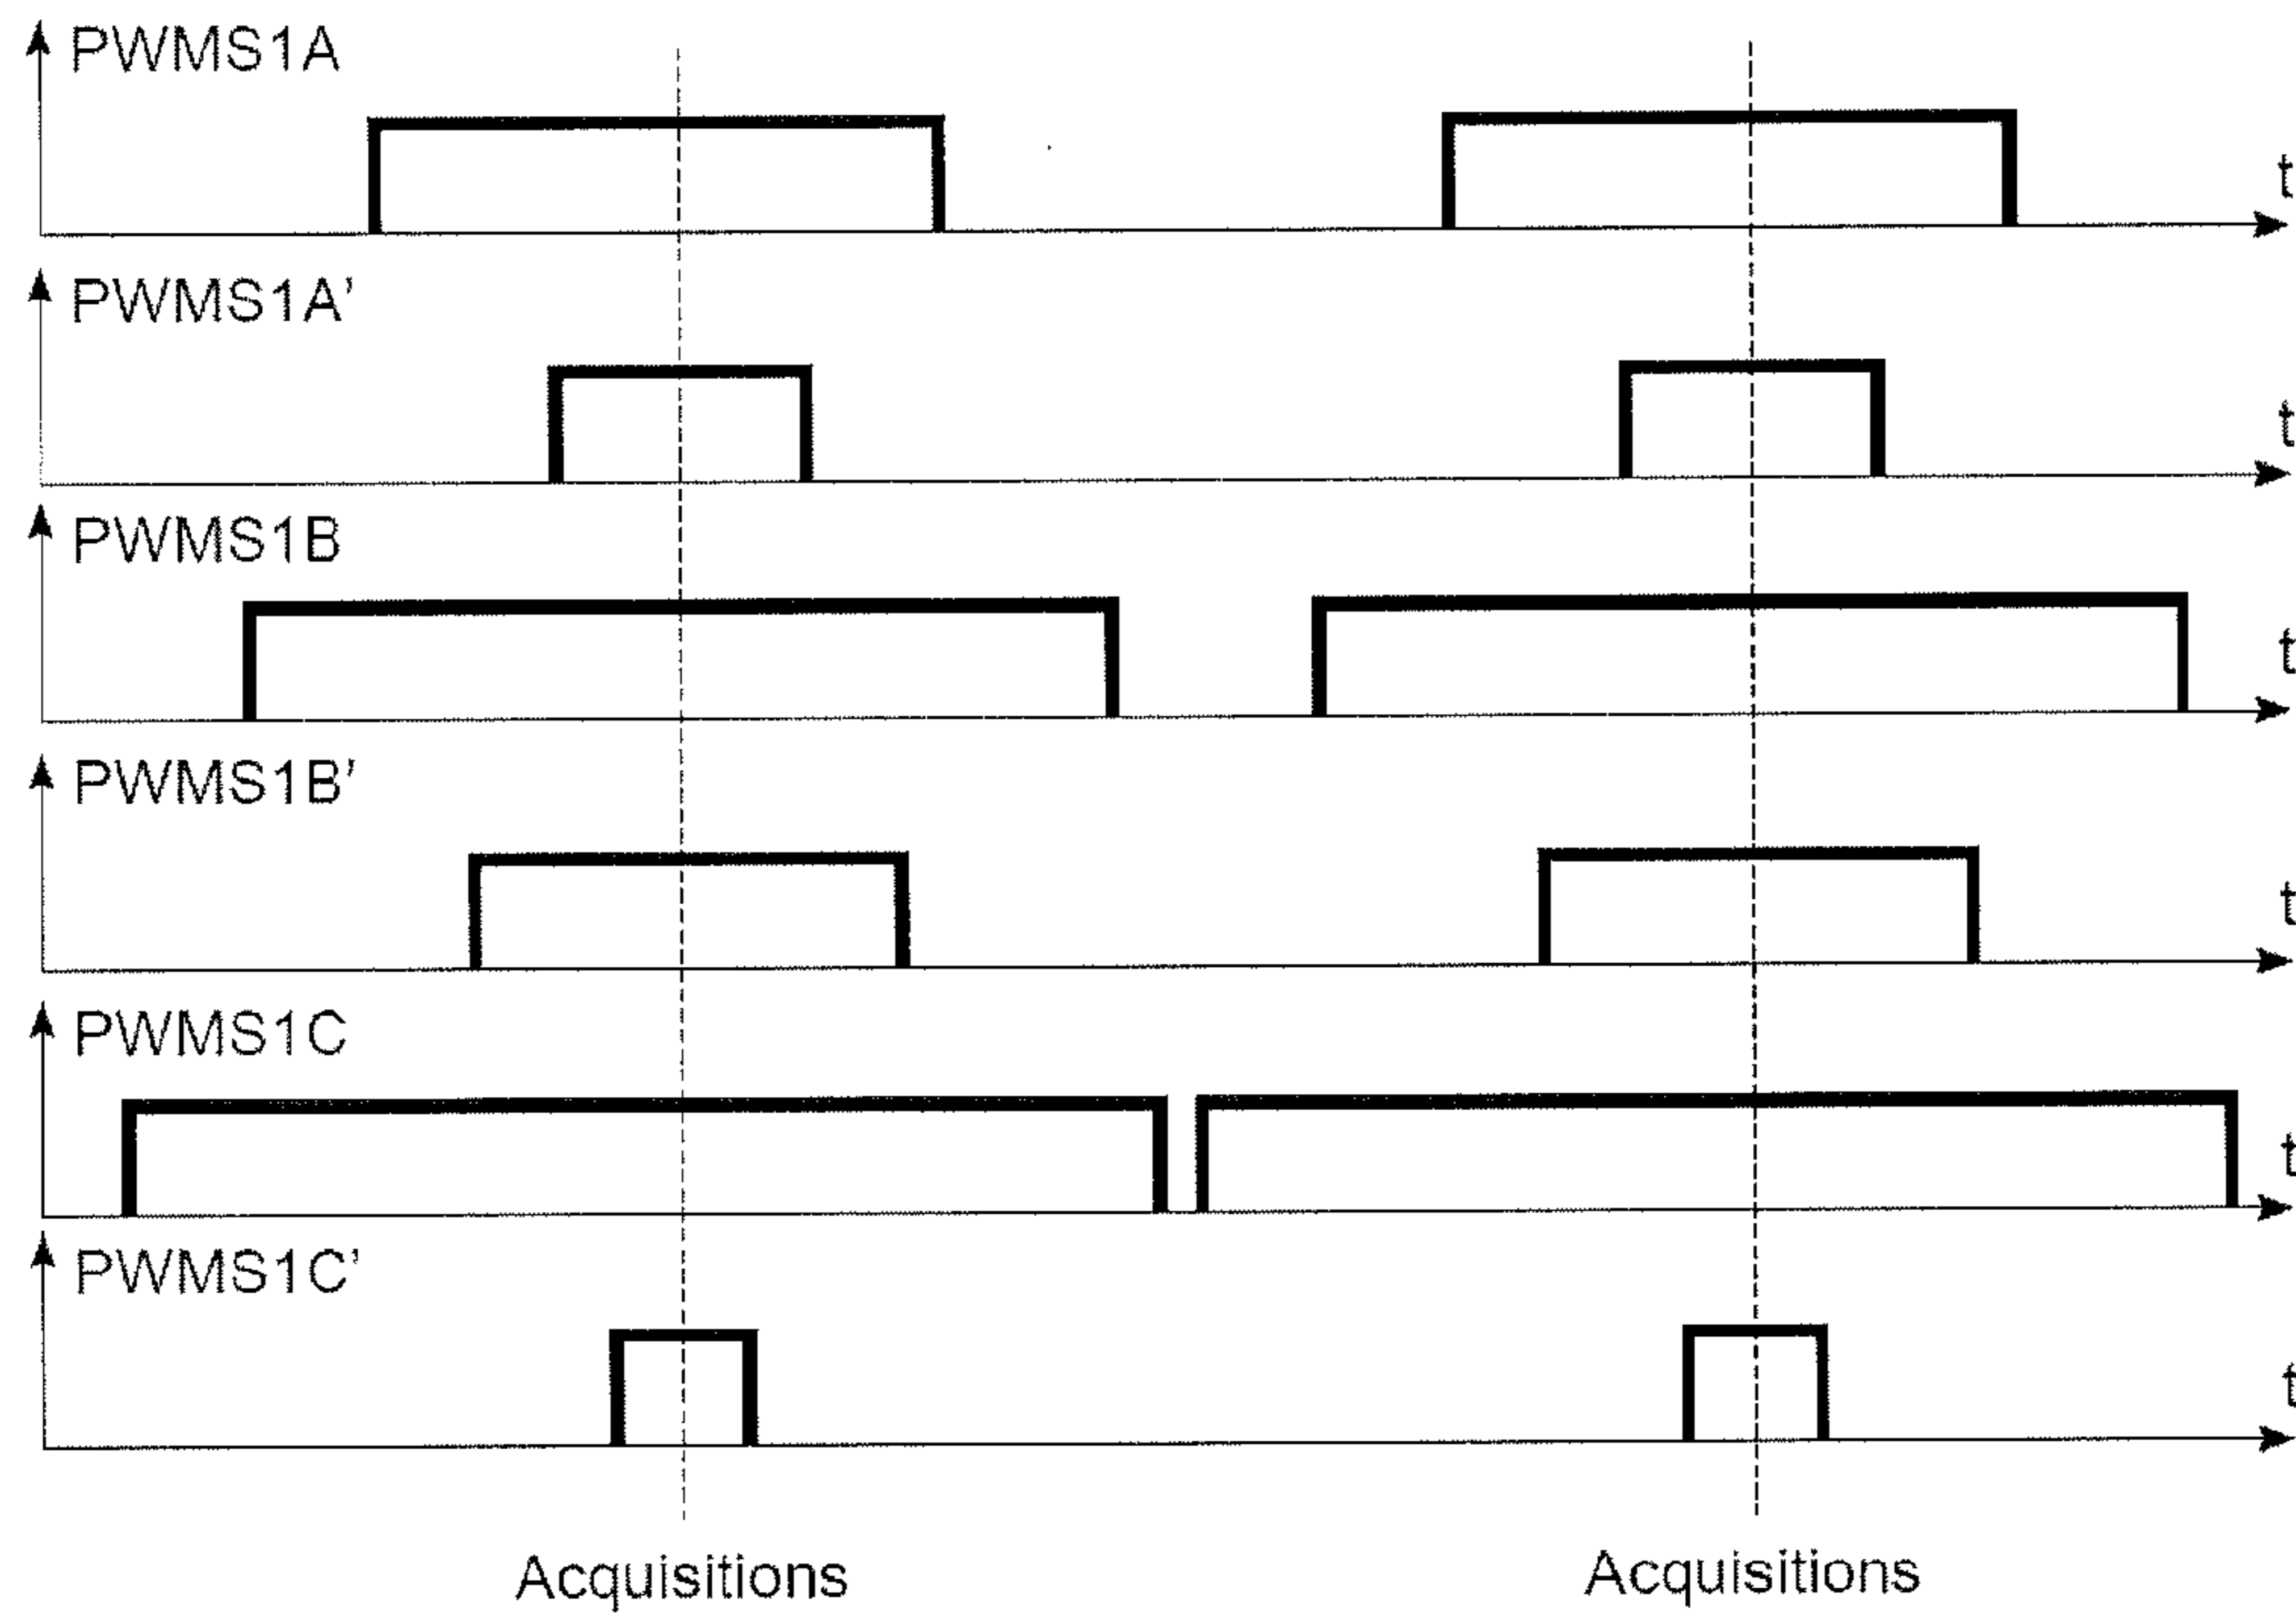 PWMS1A
t
PWMS1A’
t
PWMS1B
t
PWMS1B’
t
PWMS1C
t
PWMS1C’
t
Acquisitions Acquisitions